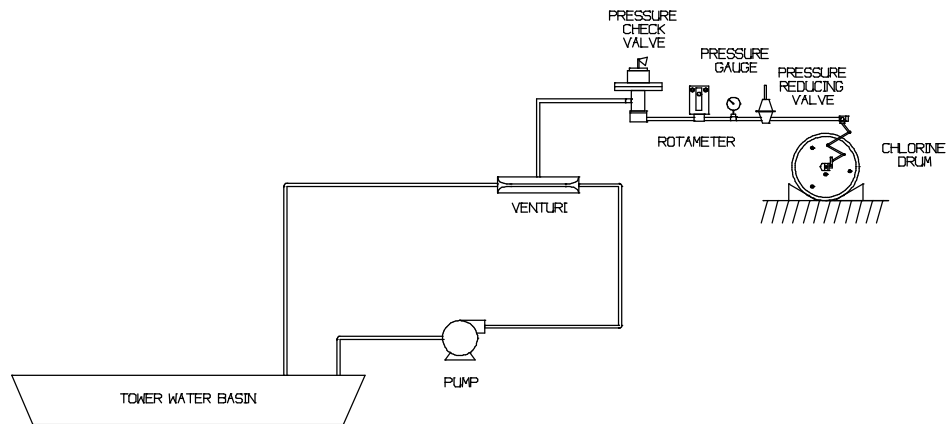 PRESSURE
CHECK
VALVE
PRESSURE
GAUGE
PRESSURE
REDUCING
VALVE
ROTAMETER
CHLORINE
DRUM
VENTURI
PUMP
TOWER WATER BASIN